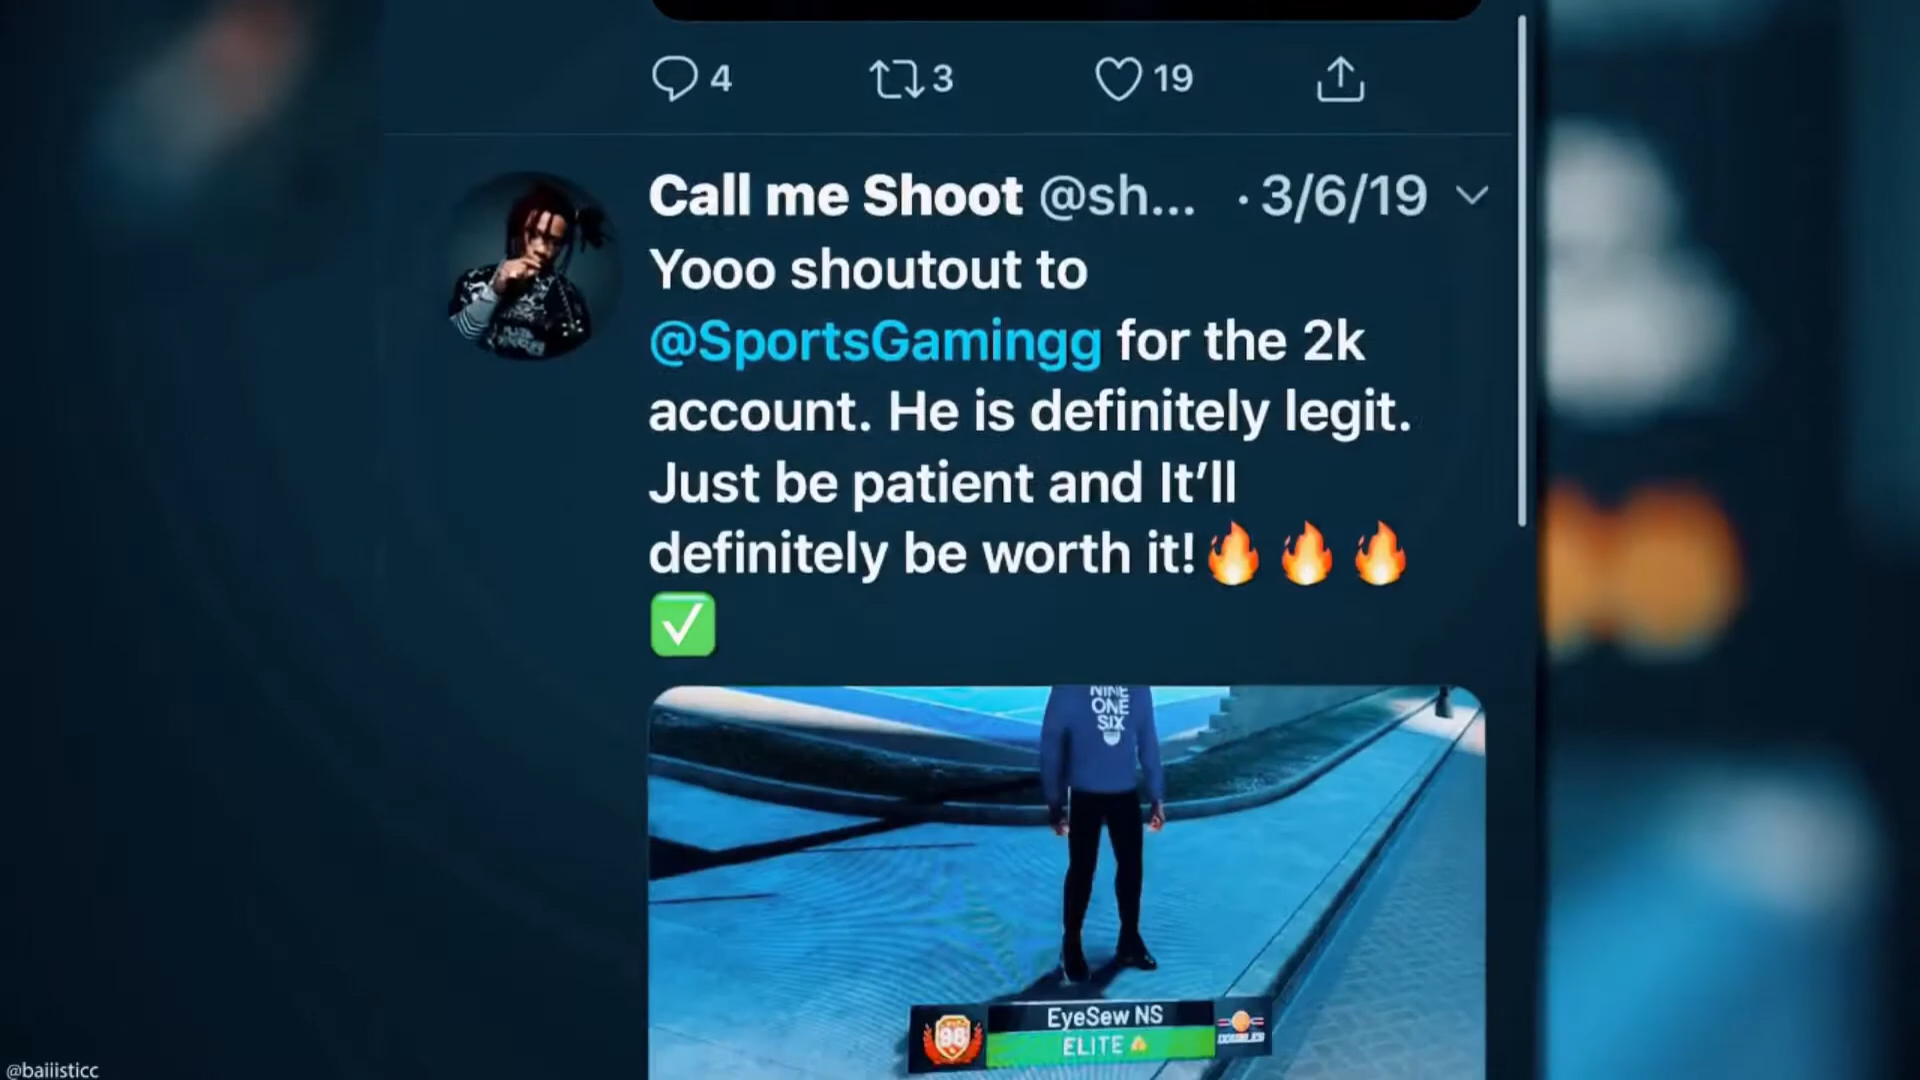 4 3 19
Call me Shoot @sh... · 3/6/19
Yooo shoutout to
@SportsGamingg for the 2k
account. He is definitely legit.
Just be patient and It’ll
definitely be worth it!🔥🔥🔥
✅
NINE
ONE
SIX
98
EyeSew NS
ELITE
DOUBLES
@baiiisticc